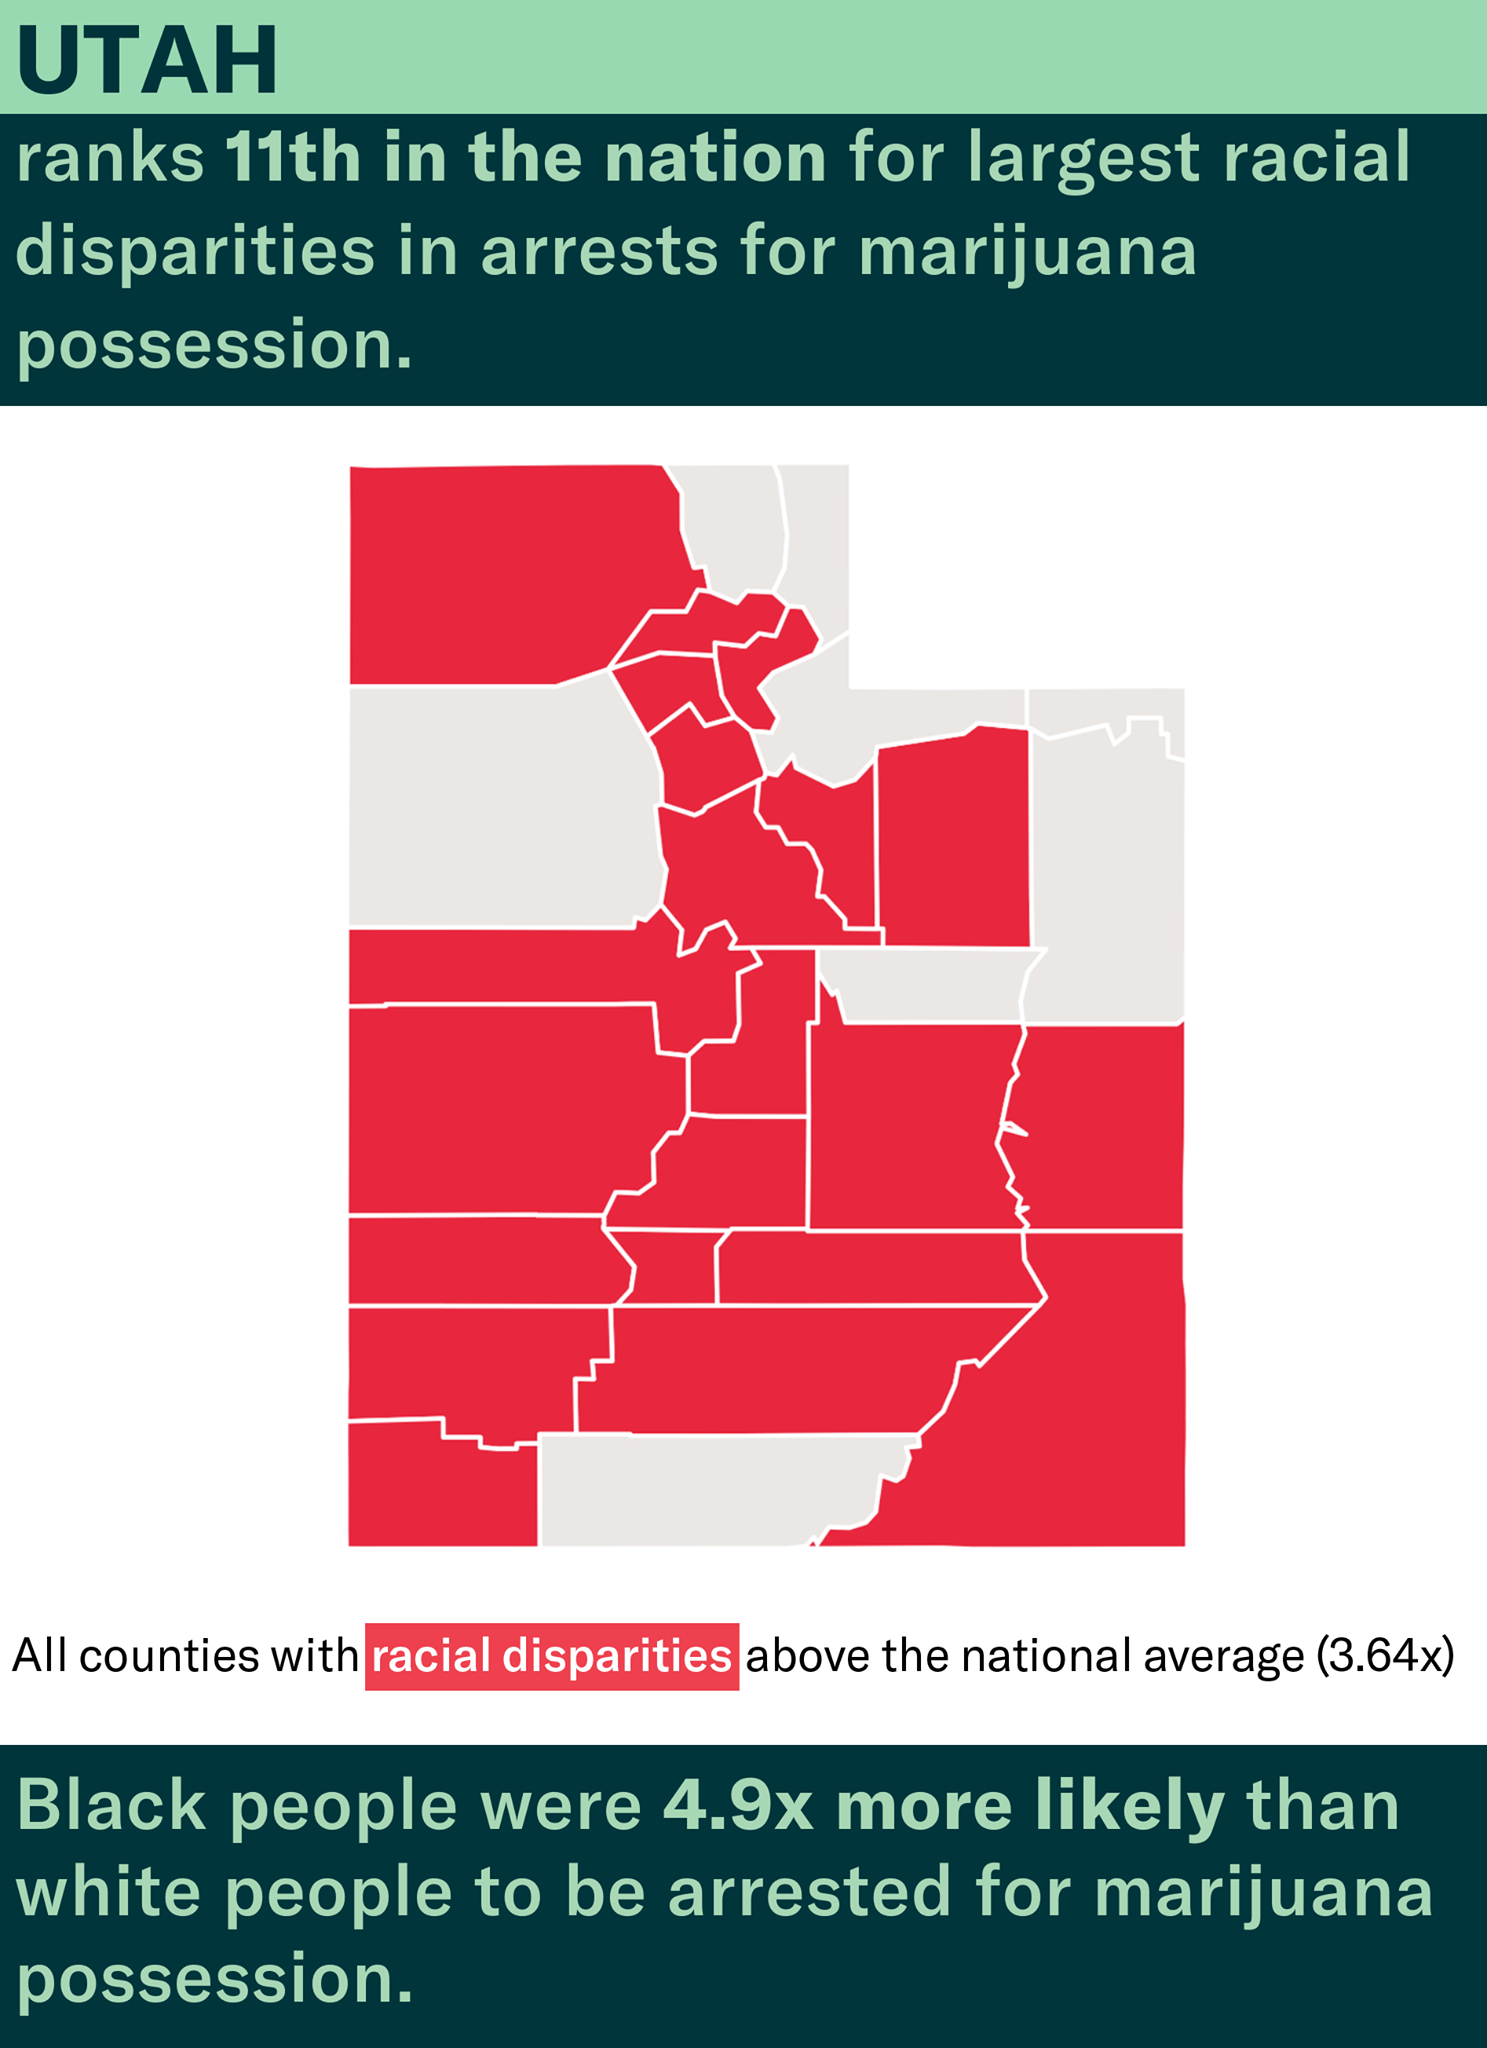 UTAH
ranks 11th in the nation for largest racial
disparities in arrests for marijuana
possession.
All counties with racial disparities above the national average (3.64x)
Black people were 4.9x more likely than
white people to be arrested for marijuana
possession.